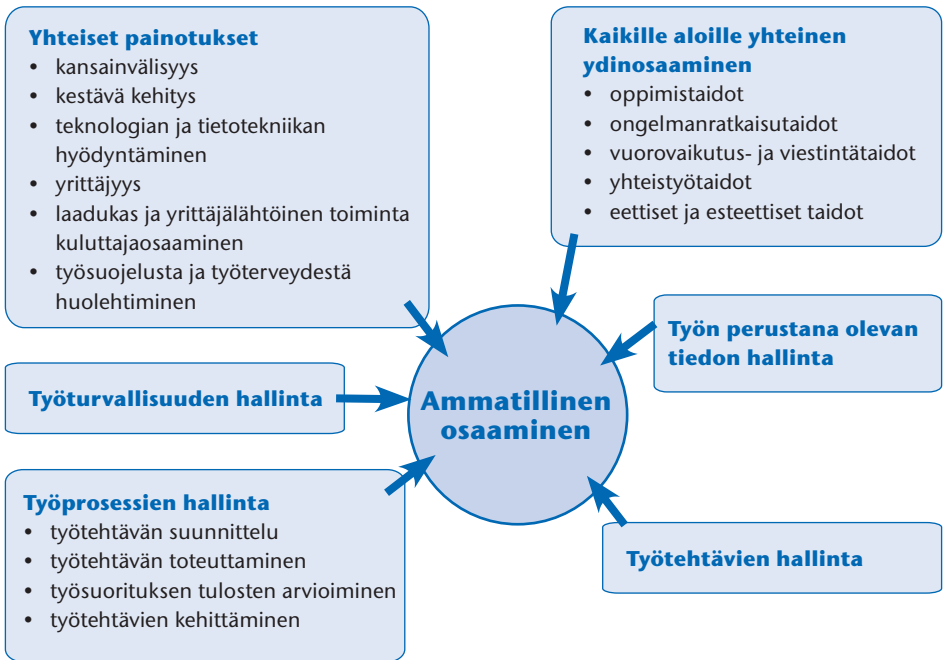 Yhteiset painotukset
• kansainvälisyys
• kestävä kehitys
• teknologian ja tietotekniikan
hyödyntäminen
• yrittäjyys
• laadukas ja yrittäjälähtöinen toiminta
kuluttajaosaaminen
• työsuojelusta ja työterveydestä
huolehtiminen
Kaikille aloille yhteinen
ydinosaaminen
• oppimistaidot
• ongelmanratkaisutaidot
• vuorovaikutus- ja viestintätaidot
• yhteistyötaidot
• eettiset ja esteettiset taidot
Työn perustana olevan
tiedon hallinta
Työturvallisuuden hallinta
Ammatillinen
osaaminen
Työprosessien hallinta
• työtehtävän suunnittelu
• työtehtävän toteuttaminen
• työsuorituksen tulosten arvioiminen
• työtehtävien kehittäminen
Työtehtävien hallinta